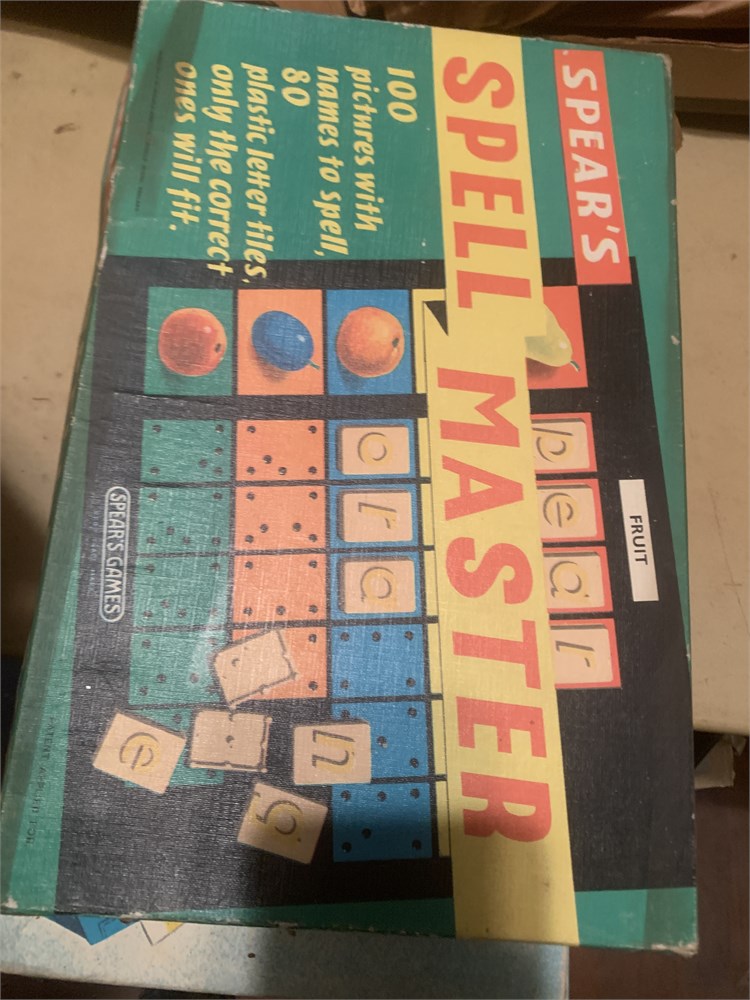 SPEAR'S
SPELL MASTER
100
pictures with
names to spell,
80
plastic letter tiles,
only the correct
ones will fit.
FRUIT
p e a r
o r a
n
g
e
SPEAR'S GAMES